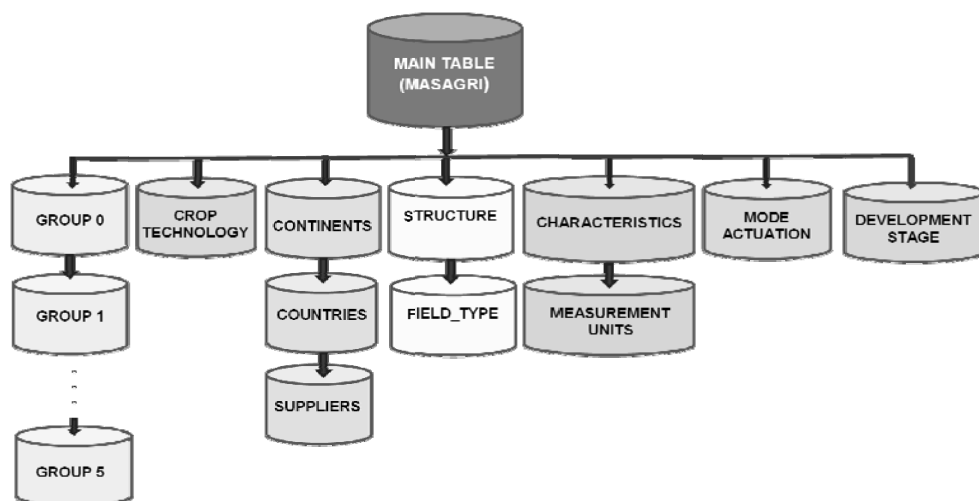 MAIN TABLE
(MASAGRI)
GROUP 0
CROP
TECHNOLOGY
CONTINENTS
STRUCTURE
CHARACTERISTICS
MODE
ACTUATION
DEVELOPMENT
STAGE
GROUP 1
COUNTRIES
FIELD_TYPE
MEASUREMENT
UNITS
SUPPLIERS
GROUP 5